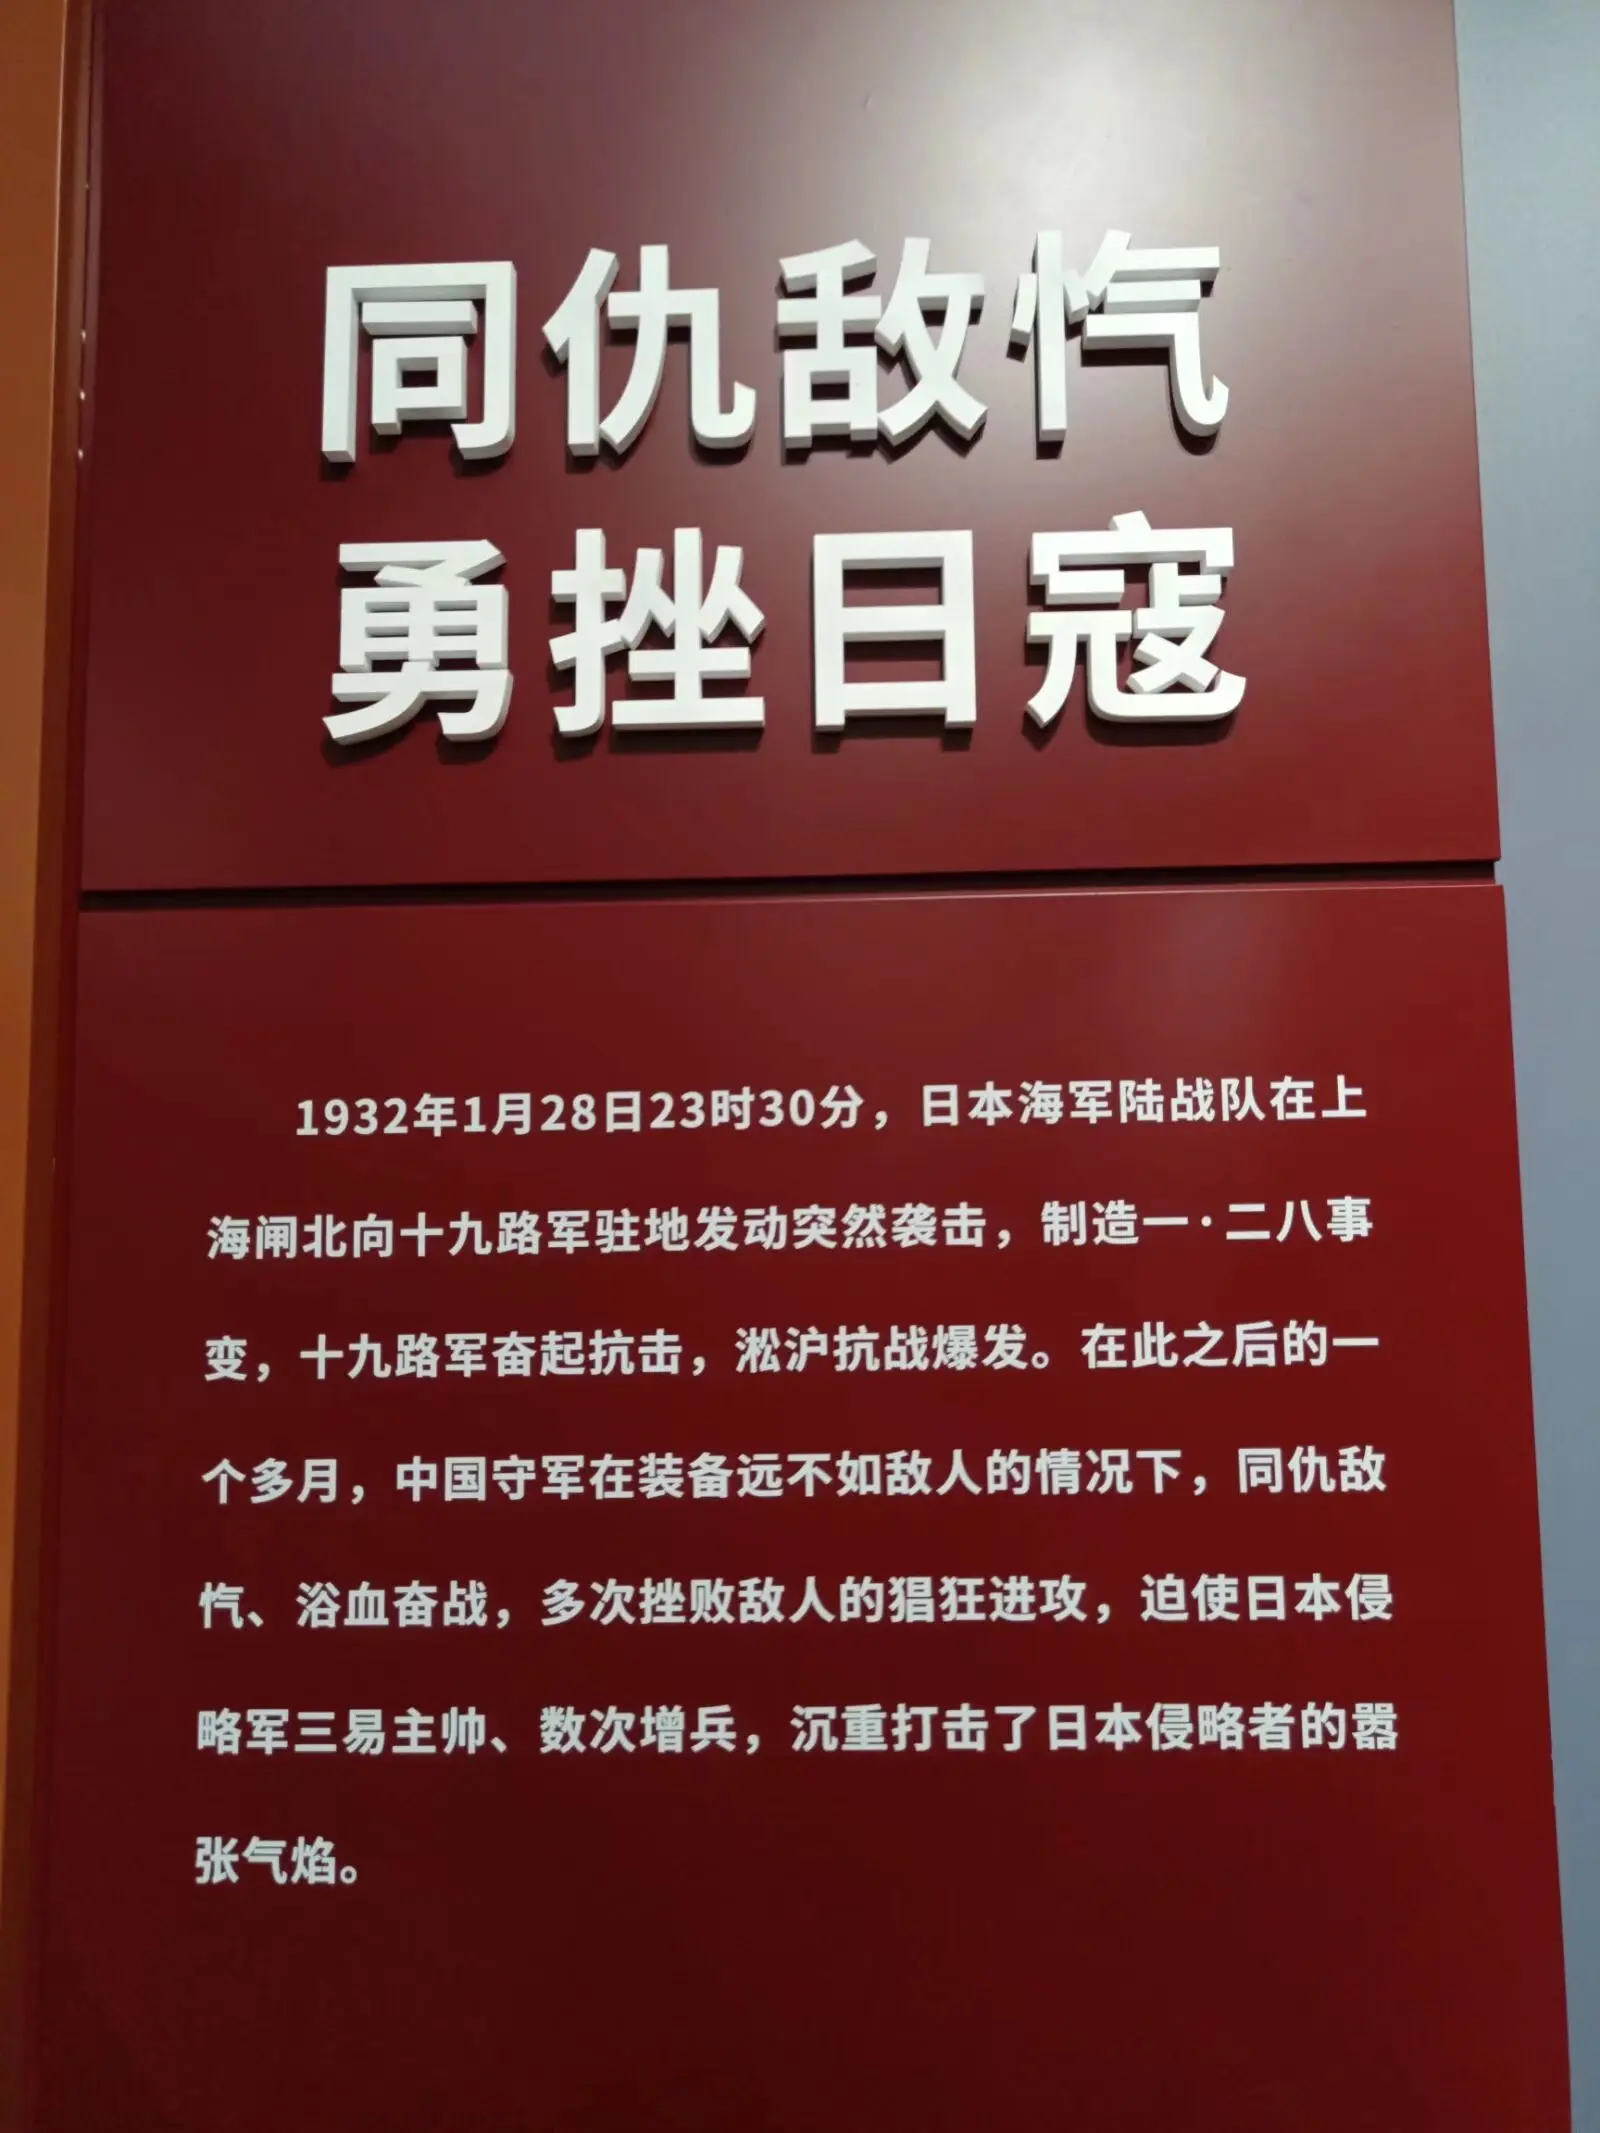 同仇敌忾
勇挫日寇
1932年1月28日23时30分，日本海军陆战队在上
海闸北向十九路军驻地发动突然袭击，制造一·二八事
变，十九路军奋起抗击，淞沪抗战爆发。在此之后的一
个多月，中国守军在装备远不如敌人的情况下，同仇敌
忾、浴血奋战，多次挫败敌人的猖狂进攻，迫使日本侵
略军三易主帅、数次增兵，沉重打击了日本侵略者的嚣
张气焰。